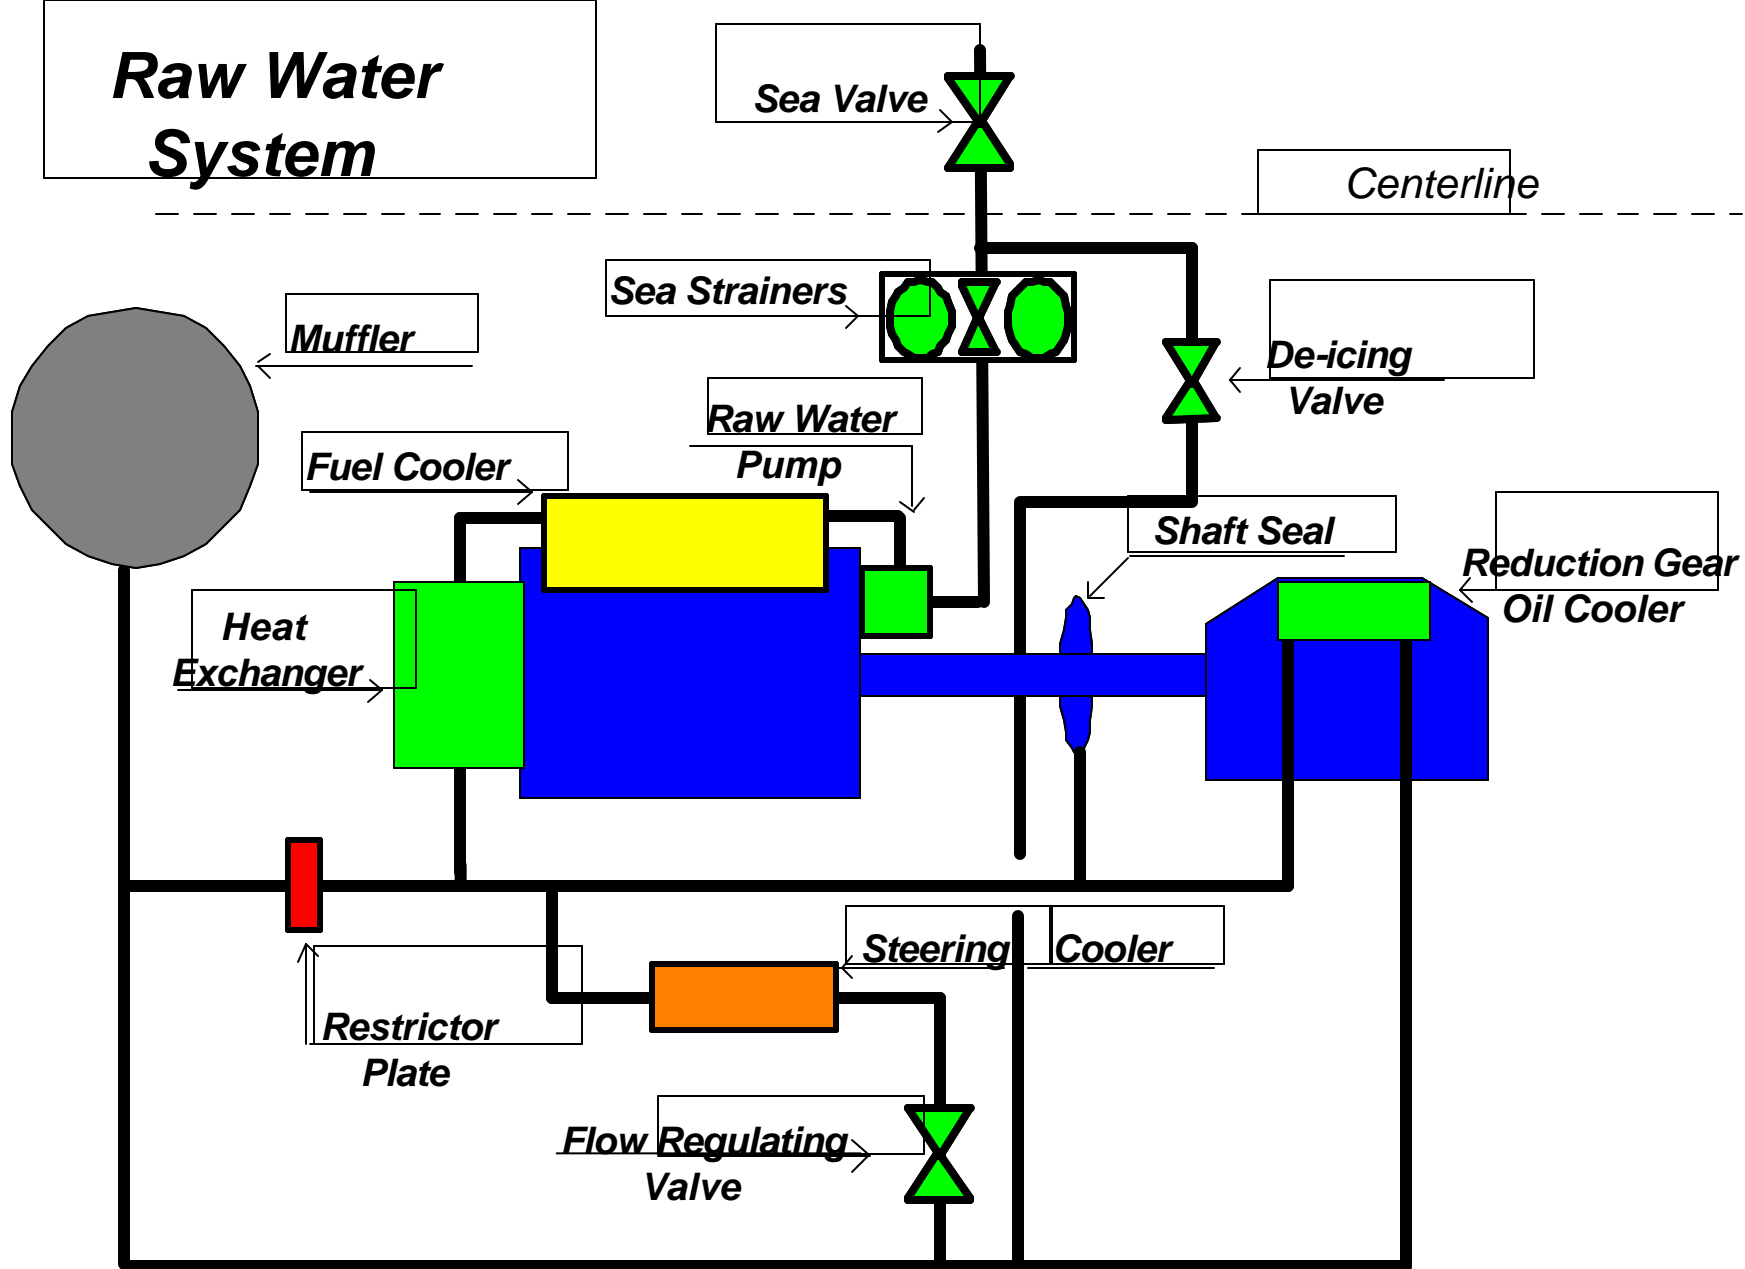 Raw Water
System
Sea Valve
Centerline
Sea Strainers
Muffler
De-icing
Valve
Raw Water
Pump
Fuel Cooler
Shaft Seal
Reduction Gear
Oil Cooler
Heat
Exchanger
Steering Cooler
Restrictor
Plate
Flow Regulating
Valve